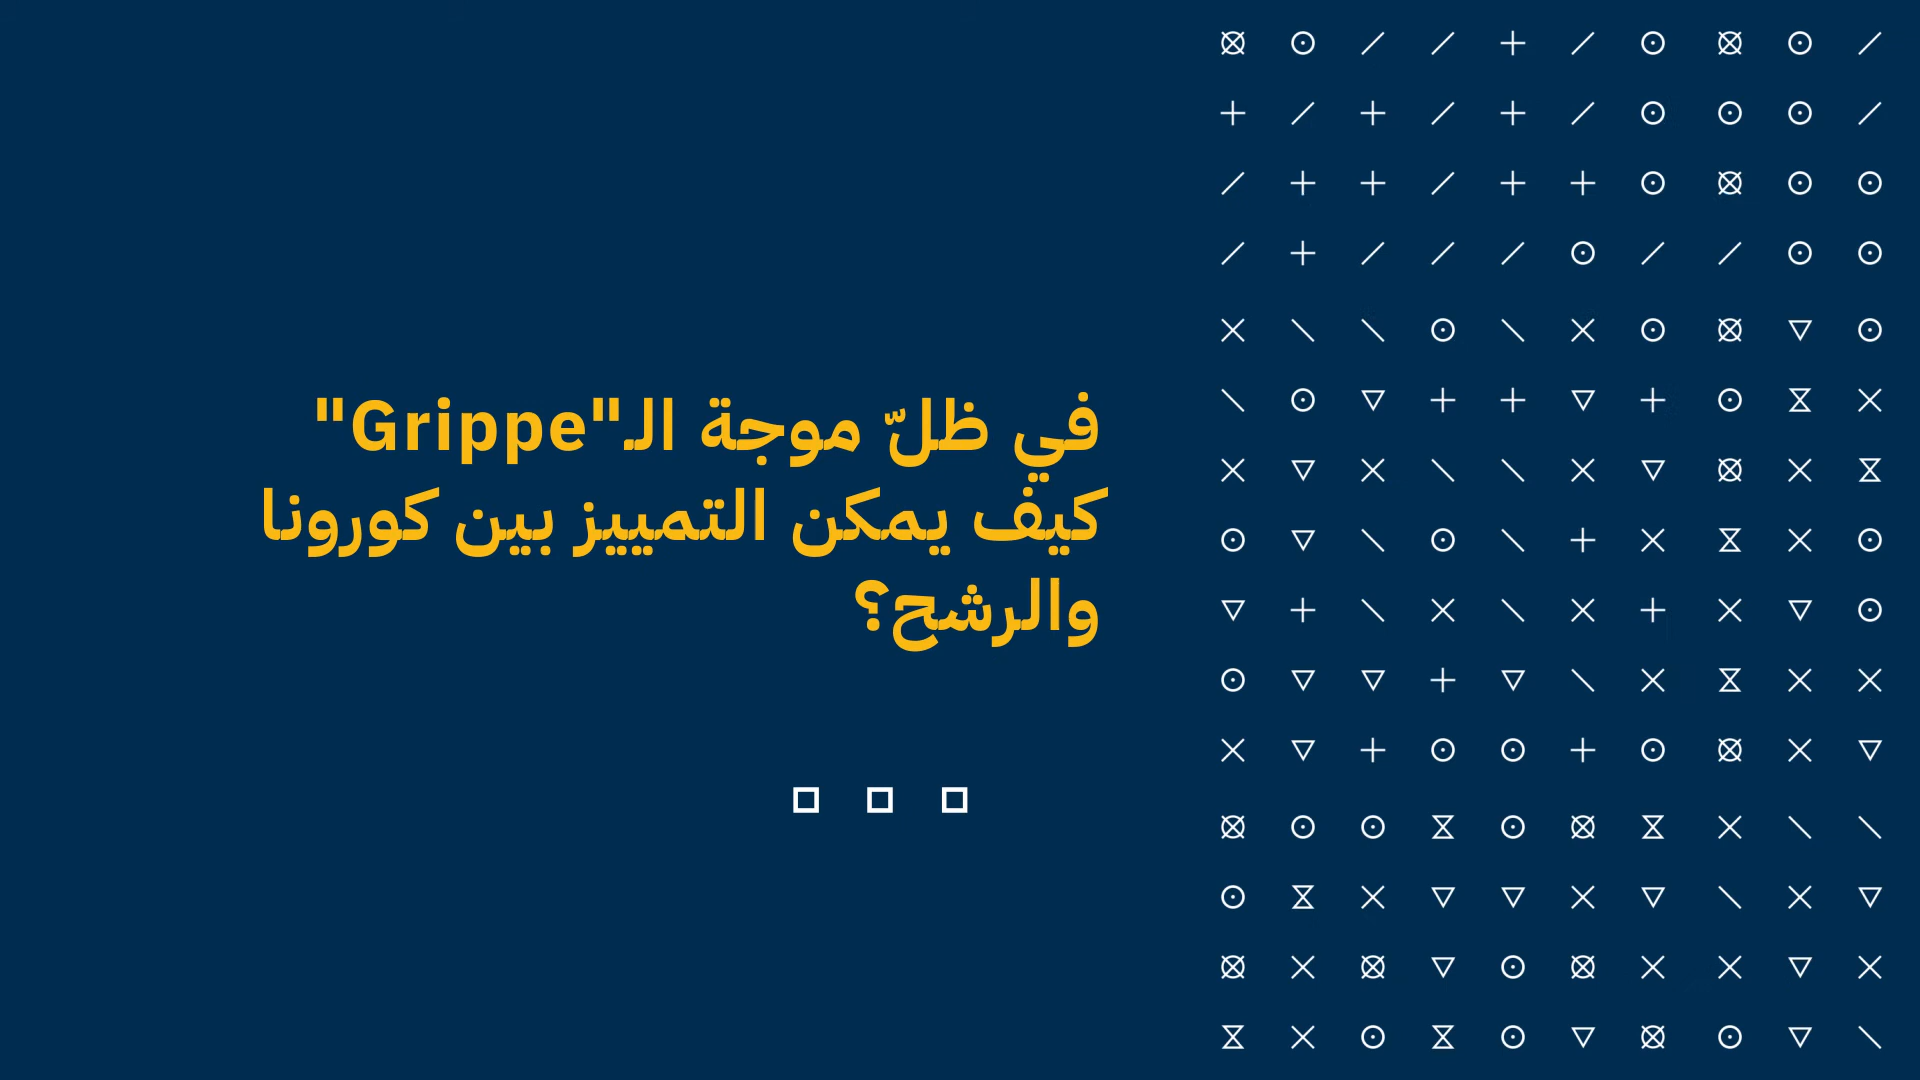 في ظلّ موجة الـ"Grippe"
كيف يمكن التمييز بين كورونا
والرشح؟